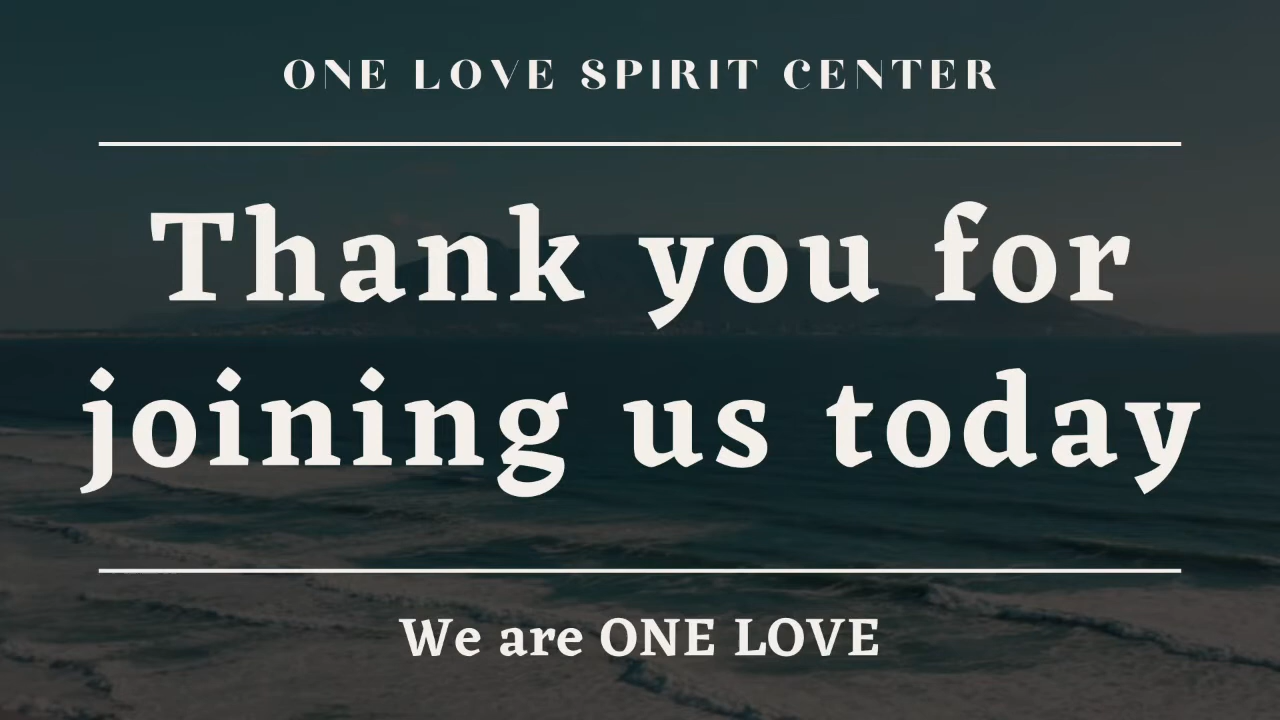 ONE LOVE SPIRIT CENTER
Thank you for
joining us today
We are ONE LOVE